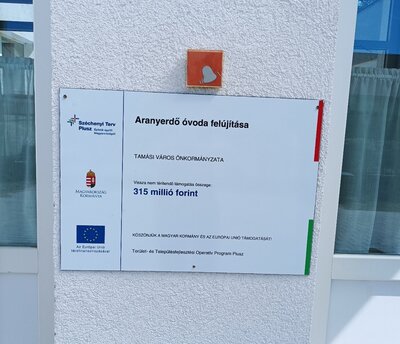 Széchenyi Terv
Plusz
Aranyerdő óvoda felújítása
TAMÁSI VÁROS ÖNKORMÁNYZATA
MAGYARORSZÁG
KORMÁNYA
Vissza nem térítendő támogatás összege:
315 millió forint
KÖSZÖNJÜK A MAGYAR KORMÁNY ÉS AZ EURÓPAI UNIÓ TÁMOGATÁSÁT!
Az Európai Unió
társfinanszírozásával
Terület- és Településfejlesztési Operatív Program Plusz